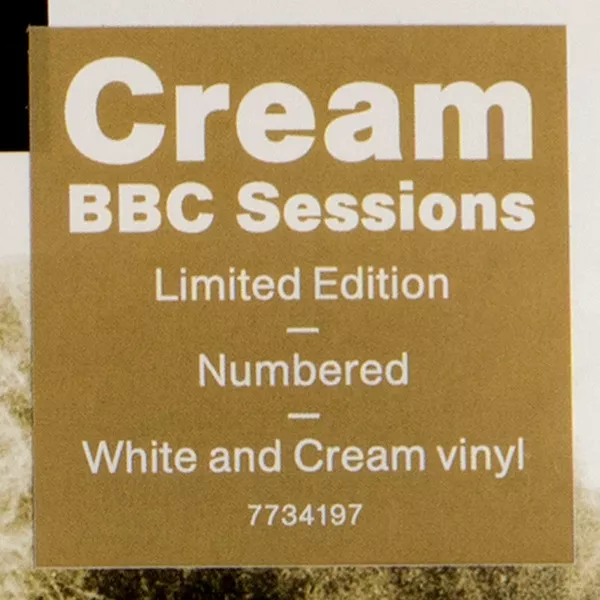 Cream
BBC Sessions
Limited Edition
—
Numbered
—
White and Cream vinyl
7734197